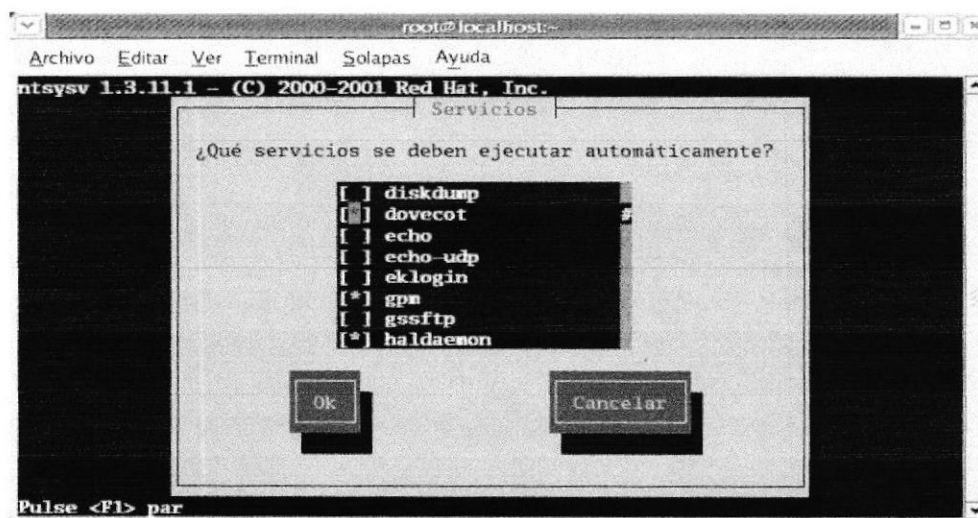 root@localhost:~
Archivo Editar Ver Terminal Solapas Ayuda
ntsysv 1.3.11.1 - (C) 2000-2001 Red Hat, Inc.
Servicios
¿Qué servicios se deben ejecutar automáticamente?
[ ] diskdump
[*] dovecot #
[ ] echo
[ ] echo-udp
[ ] eklogin
[*] gpm
[ ] gssftp
[*] haldaemon
Ok Cancelar
Pulse <F1> par